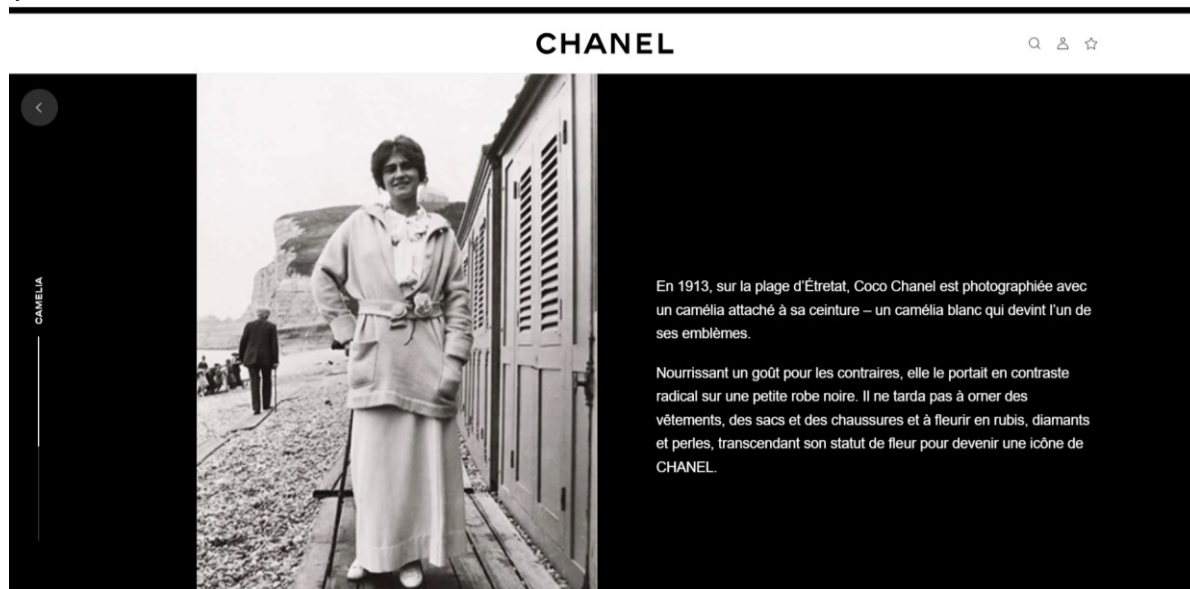 CHANEL
CAMELIA
En 1913, sur la plage d’Étretat, Coco Chanel est photographiée avec
un camélia attaché à sa ceinture – un camélia blanc qui devint l’un de
ses emblèmes.
Nourrissant un goût pour les contraires, elle le portait en contraste
radical sur une petite robe noire. Il ne tarda pas à orner des
vêtements, des sacs et des chaussures et à fleurir en rubis, diamants
et perles, transcendant son statut de fleur pour devenir une icône de
CHANEL.